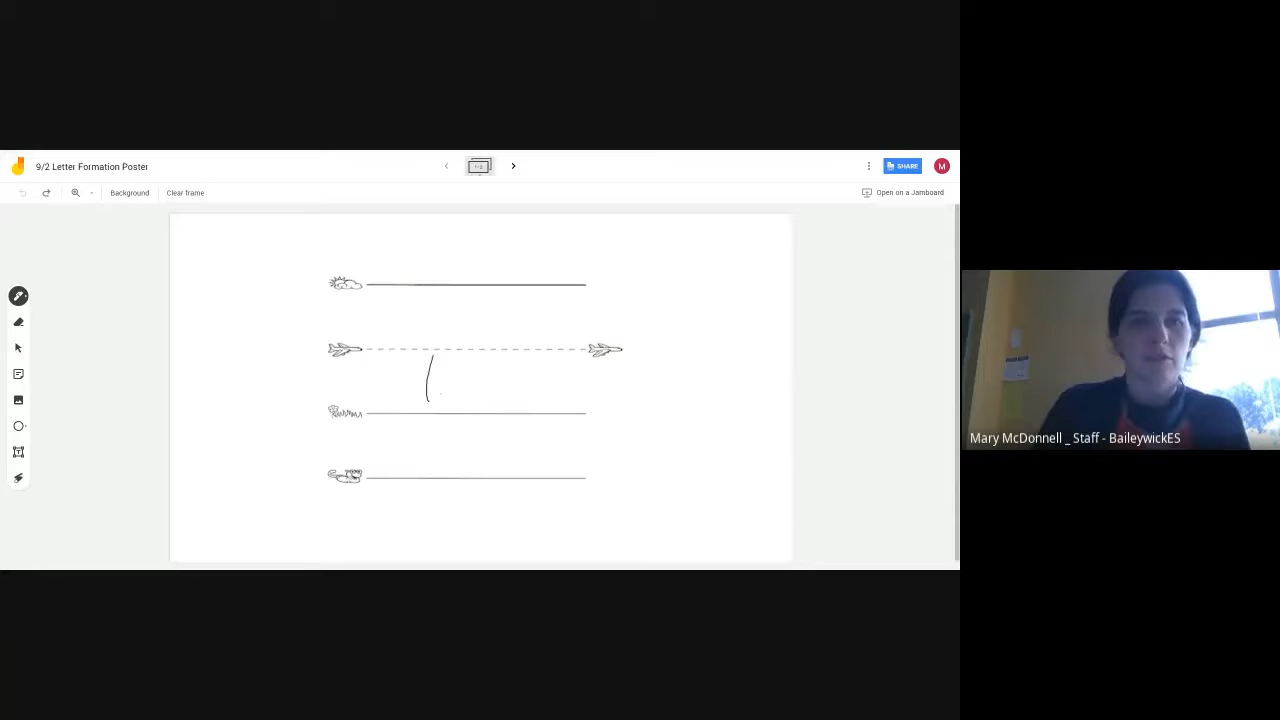 9/2 Letter Formation Poster
SHARE
M
Background
Clear frame
Open on a Jamboard
Mary McDonnell _ Staff - BaileywickES